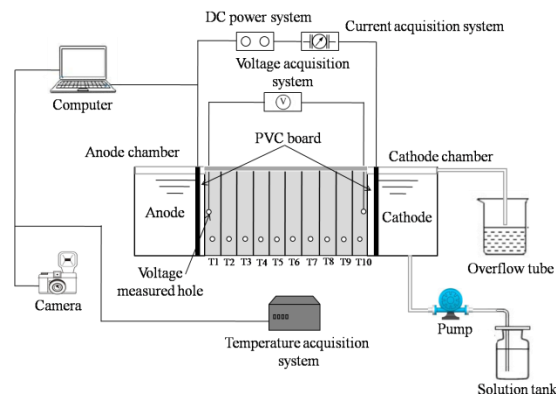 DC power system
Current acquisition system
Voltage acquisition
system
V
Computer
PVC board
Anode chamber
Cathode chamber
Anode
Cathode
T1 T2 T3 T4 T5 T6 T7 T8 T9 T10
Voltage
measured hole
Overflow tube
Camera
Pump
Temperature acquisition
system
Solution tank